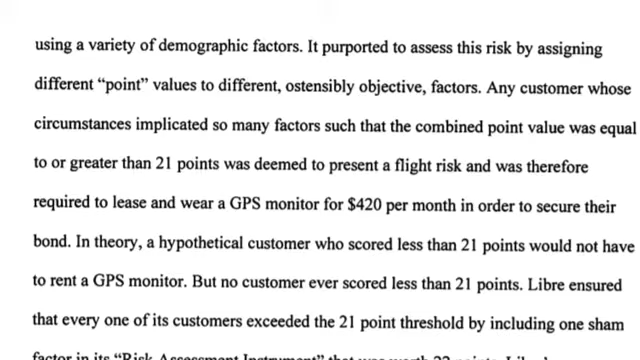 using a variety of demographic factors. It purported to assess this risk by assigning
different “point” values to different, ostensibly objective, factors. Any customer whose
circumstances implicated so many factors such that the combined point value was equal
to or greater than 21 points was deemed to present a flight risk and was therefore
required to lease and wear a GPS monitor for $420 per month in order to secure their
bond. In theory, a hypothetical customer who scored less than 21 points would not have
to rent a GPS monitor. But no customer ever scored less than 21 points. Libre ensured
that every one of its customers exceeded the 21 point threshold by including one sham
factor in its “Risk Assessment Instrument” that was worth 22 points. Libre